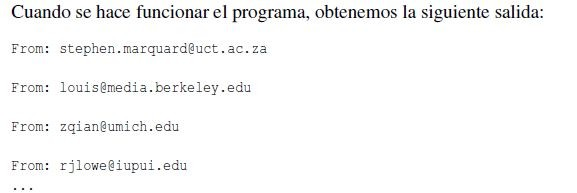 Cuando se hace funcionar el programa, obtenemos la siguiente salida:
From: stephen.marquard@uct.ac.za
From: louis@media.berkeley.edu
From: zqian@umich.edu
From: rjlowe@iupui.edu
...